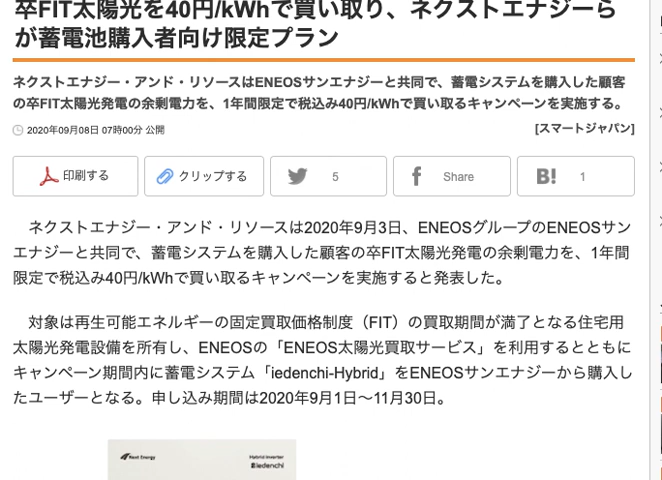 卒FIT太陽光を40円/kWhで買い取り、ネクストエナジーら
が蓄電池購入者向け限定プラン
ネクストエナジー・アンド・リソースはENEOSサンエナジーと共同で、蓄電システムを購入した顧客
の卒FIT太陽光発電の余剰電力を、1年間限定で税込み40円/kWhで買い取るキャンペーンを実施する。
2020年09月08日 07時00分 公開
[スマートジャパン]
印刷する
クリップする
5
Share
B! 1
ネクストエナジー・アンド・リソースは2020年9月3日、ENEOSグループのENEOSサン
エナジーと共同で、蓄電システムを購入した顧客の卒FIT太陽光発電の余剰電力を、1年間
限定で税込み40円/kWhで買い取るキャンペーンを実施すると発表した。
対象は再生可能エネルギーの固定買取価格制度（FIT）の買取期間が満了となる住宅用
太陽光発電設備を所有し、ENEOSの「ENEOS太陽光買取サービス」を利用するとともに
キャンペーン期間内に蓄電システム「iedenchi-Hybrid」をENEOSサンエナジーから購入し
たユーザーとなる。申し込み期間は2020年9月1日〜11月30日。
Next Energy
Hybrid Inverter
iedenchi